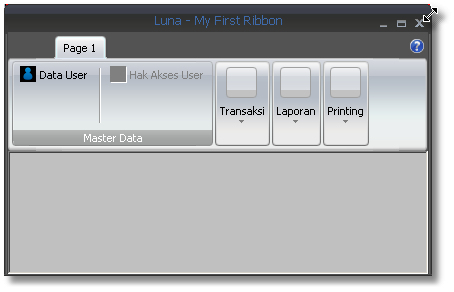 Luna - My First Ribbon
Page 1
Data User
Hak Akses User
Master Data
Transaksi
Laporan
Printing